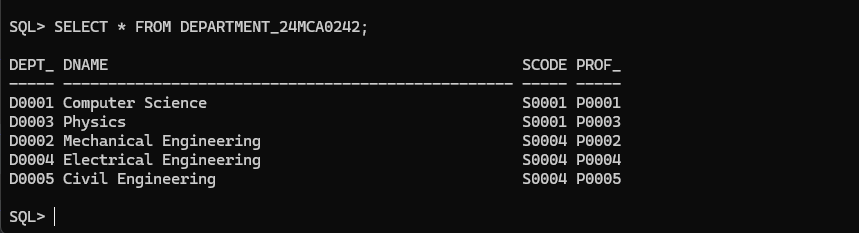 SQL> SELECT * FROM DEPARTMENT_24MCA0242;
DEPT_ DNAME SCODE PROF_
----- -------------------------------------------------- ----- -----
D0001 Computer Science S0001 P0001
D0003 Physics S0001 P0003
D0002 Mechanical Engineering S0004 P0002
D0004 Electrical Engineering S0004 P0004
D0005 Civil Engineering S0004 P0005
SQL>